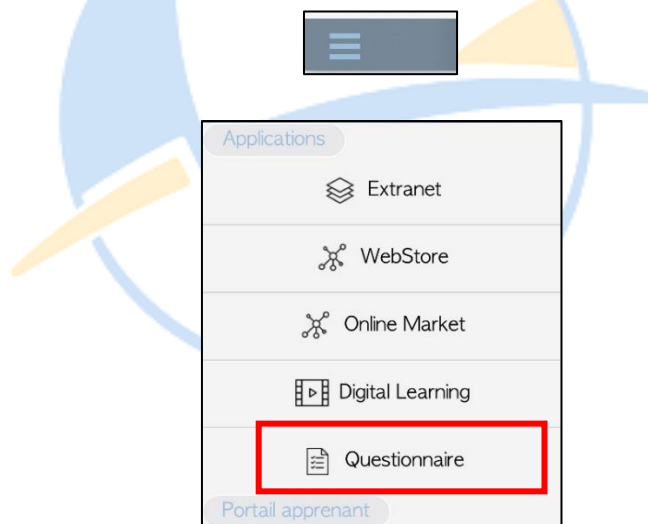 Applications
Extranet
WebStore
Online Market
Digital Learning
Questionnaire
Portail apprenant